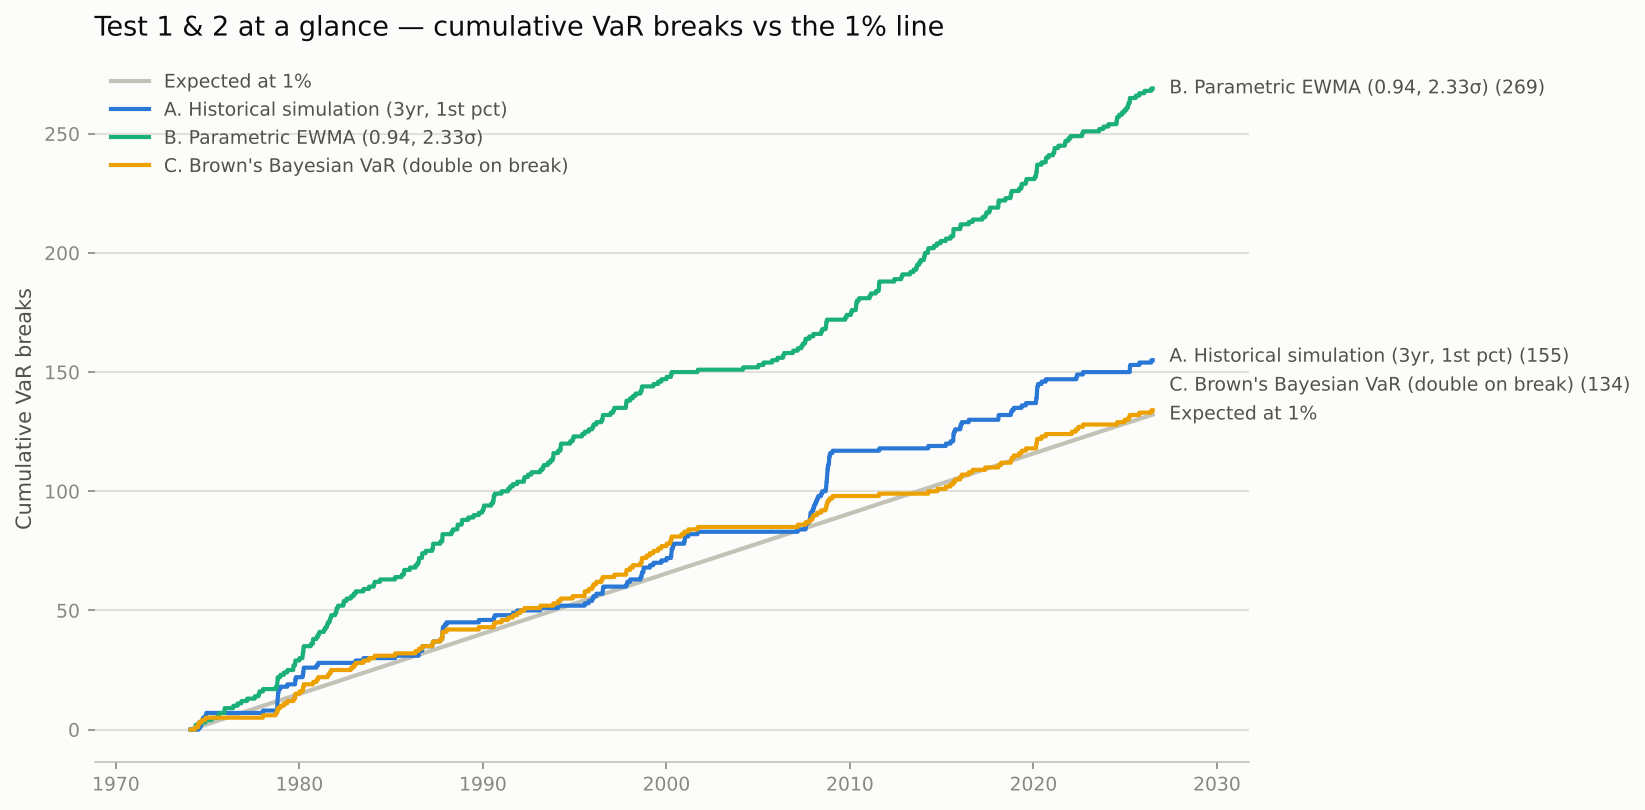 Test 1 & 2 at a glance — cumulative VaR breaks vs the 1% line
Expected at 1%
A. Historical simulation (3yr, 1st pct)
B. Parametric EWMA (0.94, 2.33σ)
C. Brown's Bayesian VaR (double on break)
B. Parametric EWMA (0.94, 2.33σ) (269)
A. Historical simulation (3yr, 1st pct) (155)
C. Brown's Bayesian VaR (double on break) (134)
Expected at 1%
Cumulative VaR breaks
250
200
150
100
50
0
1970 1980 1990 2000 2010 2020 2030